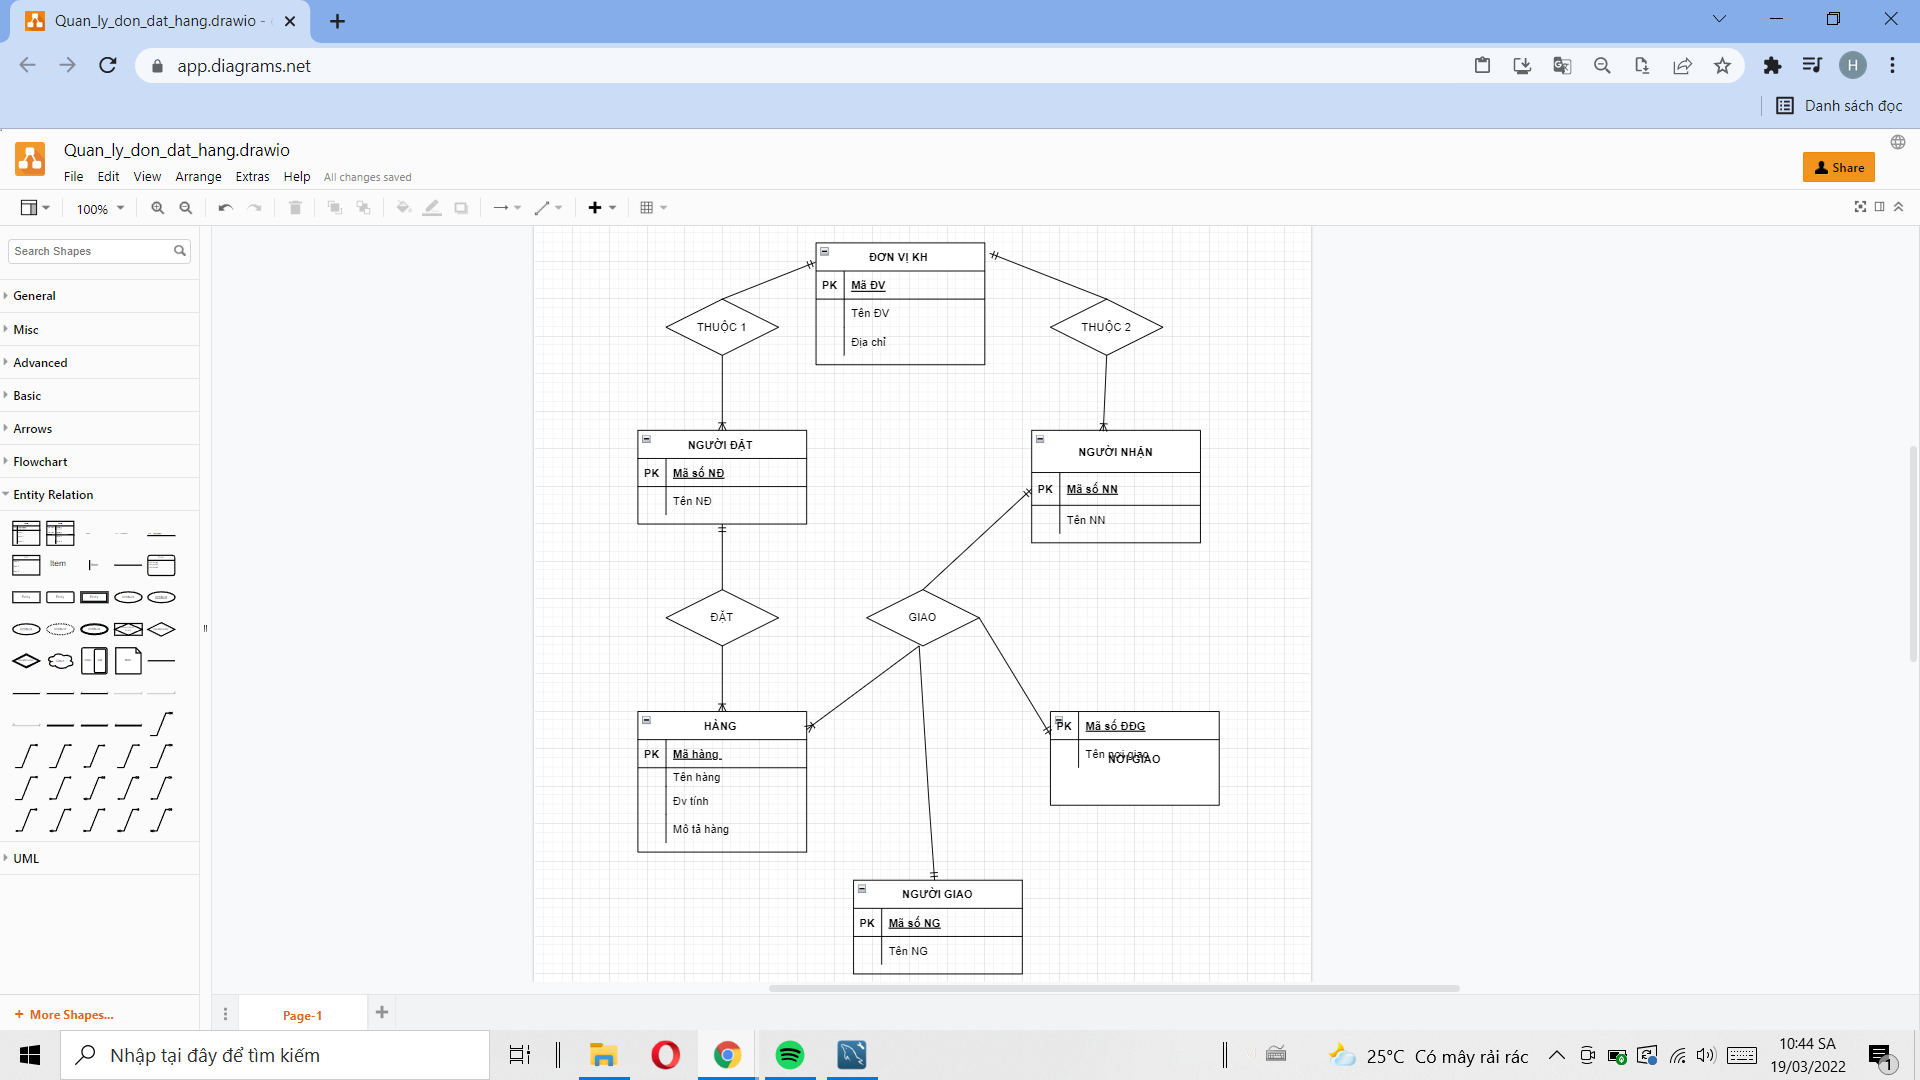 Quan_ly_don_dat_hang.drawio -
app.diagrams.net
H
Danh sách đọc
Quan_ly_don_dat_hang.drawio
File Edit View Arrange Extras Help All changes saved
Share
100%
Search Shapes
General
Misc
Advanced
Basic
Arrows
Flowchart
Entity Relation
Item
UML
+ More Shapes...
ĐƠN VỊ KH
PK Mã ĐV
Tên ĐV
Địa chỉ
THUỘC 1
THUỘC 2
NGƯỜI ĐẶT
PK Mã số NĐ
Tên NĐ
NGƯỜI NHẬN
PK Mã số NN
Tên NN
ĐẶT
GIAO
HÀNG
PK Mã hàng
Tên hàng
Đv tính
Mô tả hàng
PK Mã số ĐĐG
Tên nơi giao
NƠI GIAO
NGƯỜI GIAO
PK Mã số NG
Tên NG
Page-1
Nhập tại đây để tìm kiếm
25°C Có mây rải rác
10:44 SA
19/03/2022
1